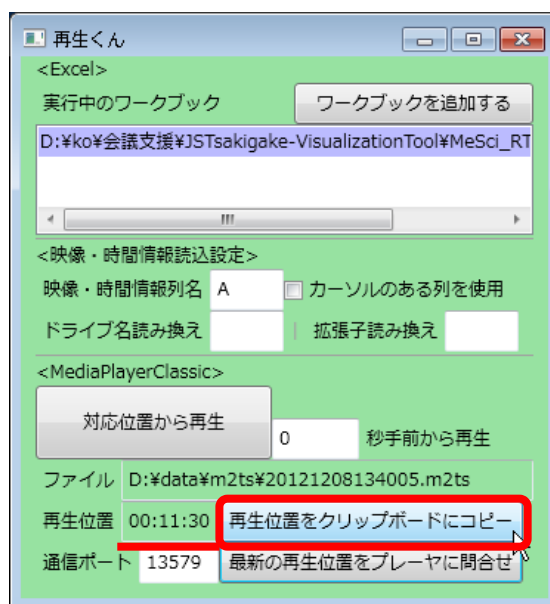 再生くん
<Excel>
実行中のワークブック ワークブックを追加する
D:¥ko¥会議支援¥JSTsakigake-VisualizationTool¥MeSci_RT
<映像・時間情報読込設定>
映像・時間情報列名 A カーソルのある列を使用
ドライブ名読み換え 拡張子読み換え
<MediaPlayerClassic>
対応位置から再生 0 秒手前から再生
ファイル D:¥data¥m2ts¥20121208134005.m2ts
再生位置 00:11:30 再生位置をクリップボードにコピー
通信ポート 13579 最新の再生位置をプレーヤに問合せ